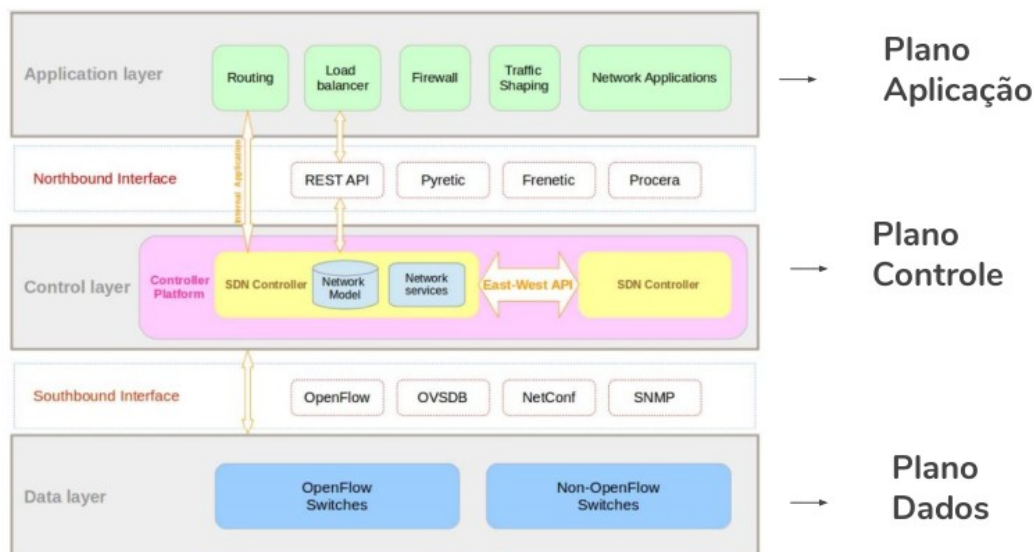 Application layer
Routing
Load
balancer
Firewall
Traffic
Shaping
Network Applications
Plano
Aplicação
Internal Application
Northbound Interface
REST API
Pyretic
Frenetic
Procera
Control layer
Controller
Platform
SDN Controller
Network
Model
Network
services
East-West API
SDN Controller
Plano
Controle
Southbound Interface
OpenFlow
OVSDB
NetConf
SNMP
Data layer
OpenFlow
Switches
Non-OpenFlow
Switches
Plano
Dados